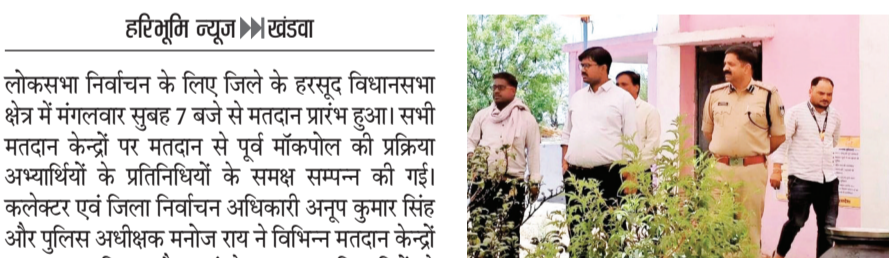 हरिभूमि न्यूज▶▶खंडवा
लोकसभा निर्वाचन के लिए जिले के हरसूद विधानसभा
क्षेत्र में मंगलवार सुबह 7 बजे से मतदान प्रारंभ हुआ। सभी
मतदान केन्द्रों पर मतदान से पूर्व मॉकपोल की प्रक्रिया
अभ्यार्थियों के प्रतिनिधियों के समक्ष सम्पन्न की गई।
कलेक्टर एवं जिला निर्वाचन अधिकारी अनूप कुमार सिंह
और पुलिस अधीक्षक मनोज राय ने विभिन्न मतदान केन्द्रों